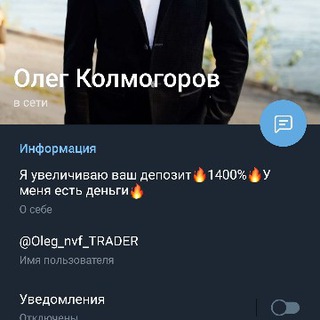 Олег Колмогоров
в сети
Информация
Я увеличиваю ваш депозит🔥1400%🔥У
меня есть деньги🔥
О себе
@Oleg_nvf_TRADER
Имя пользователя
Уведомления
Отключены